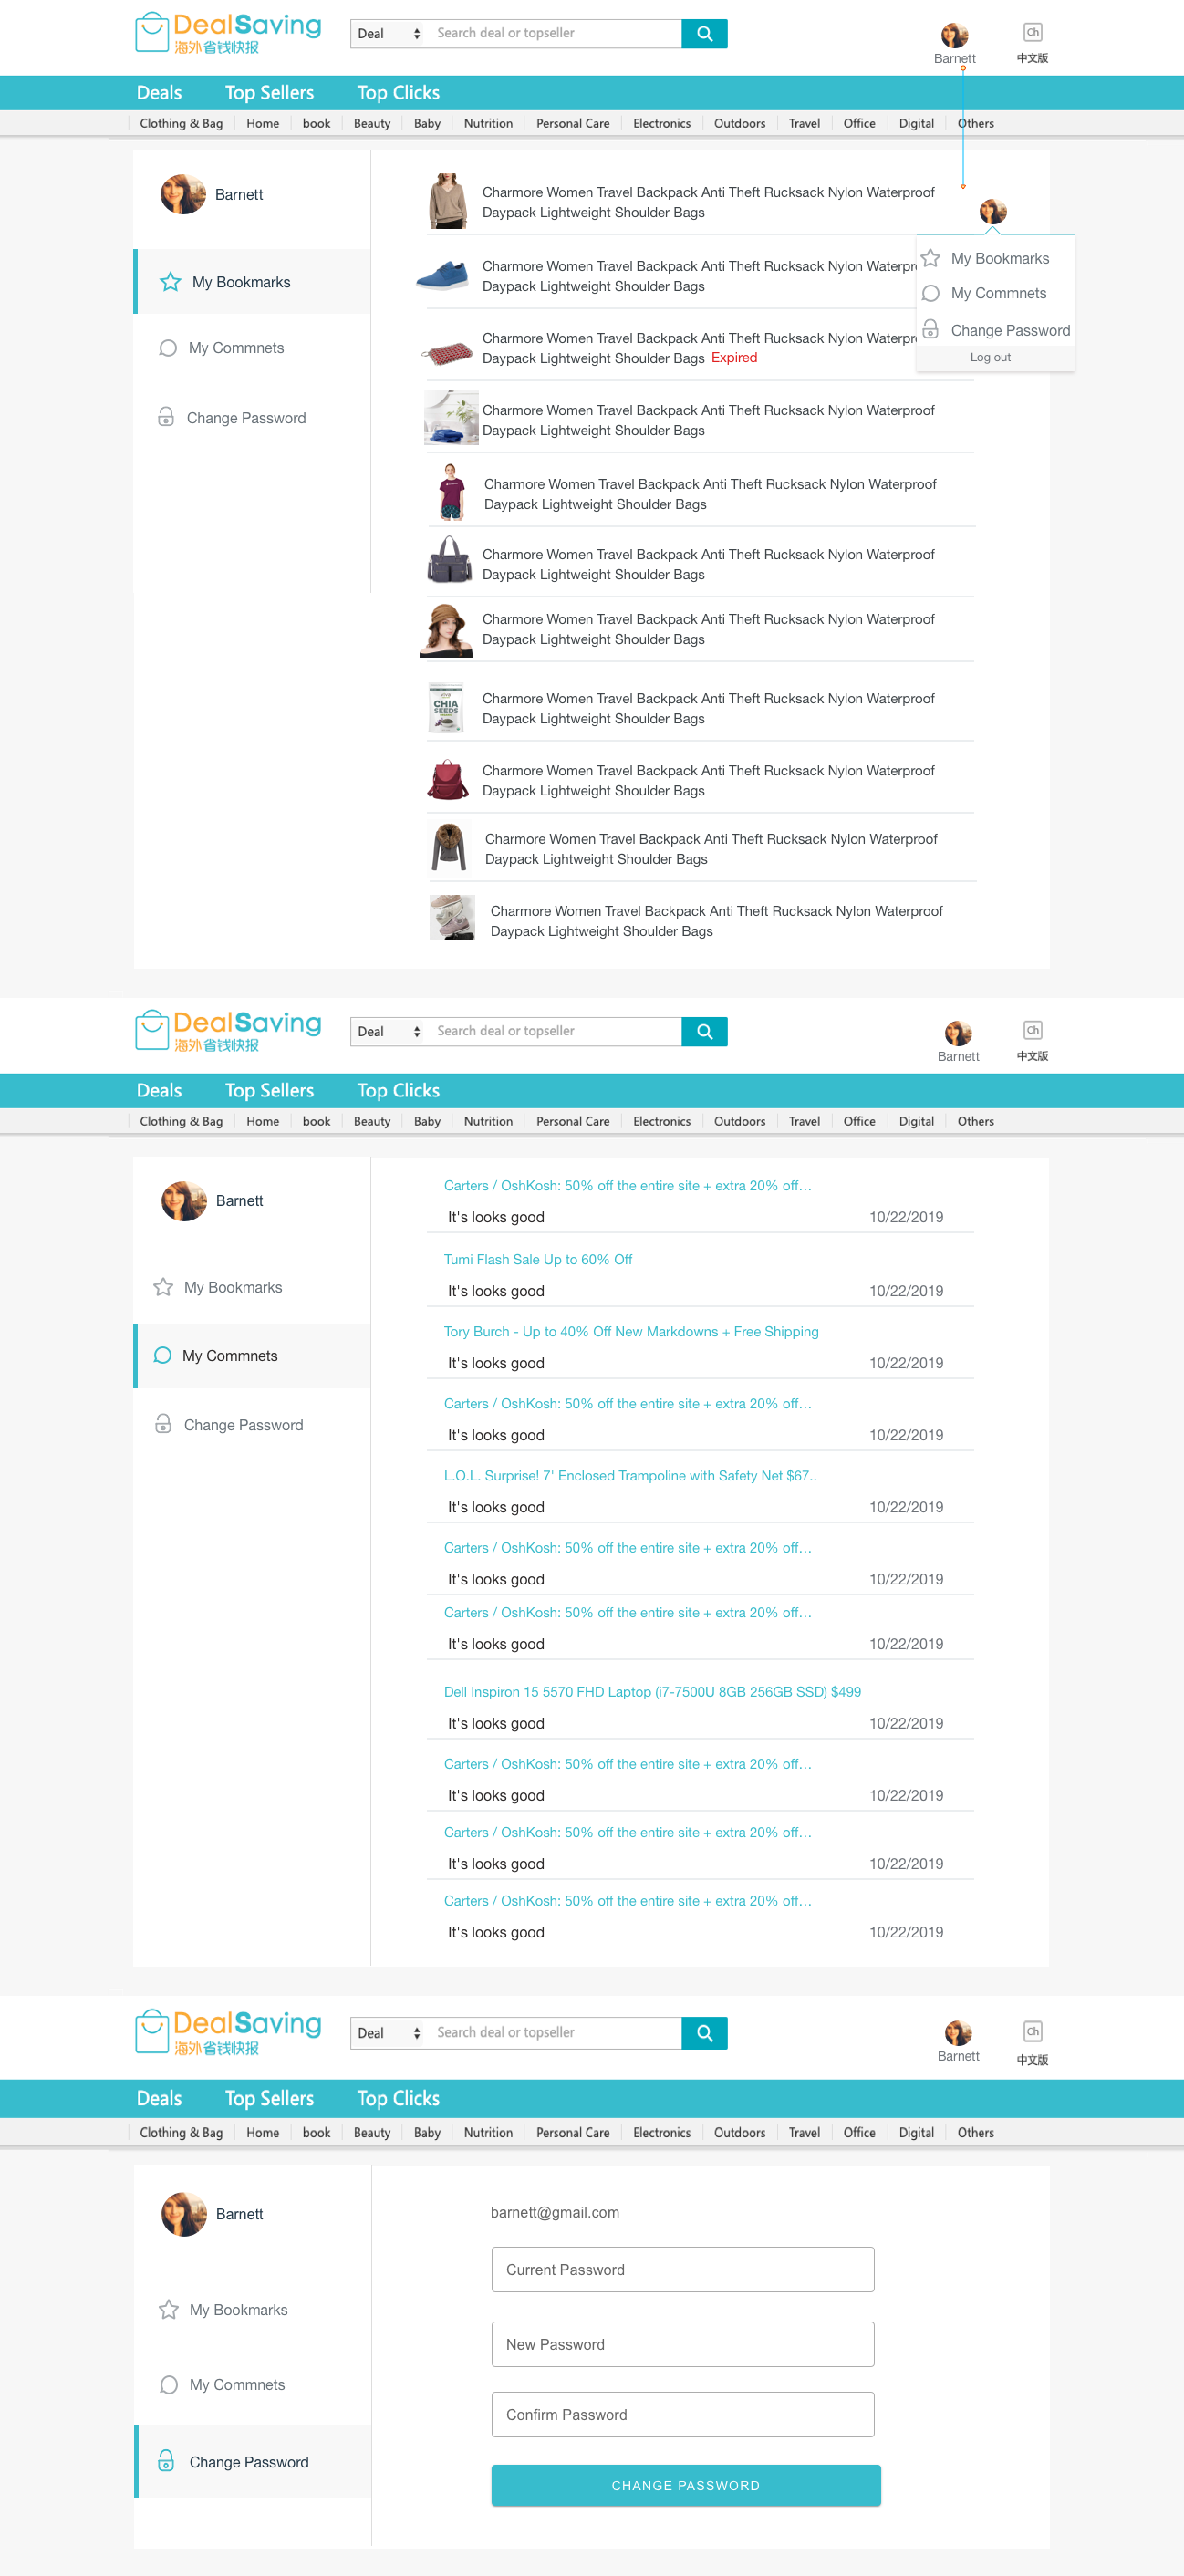 DealSaving
海外省钱快报
Deal
Search deal or topseller
Barnett
Ch
中文版
Deals Top Sellers Top Clicks
Clothing & Bag Home book Beauty Baby Nutrition Personal Care Electronics Outdoors Travel Office Digital Others
Barnett
My Bookmarks
My Commnets
Change Password
Charmore Women Travel Backpack Anti Theft Rucksack Nylon Waterproof
Daypack Lightweight Shoulder Bags
Charmore Women Travel Backpack Anti Theft Rucksack Nylon Waterpr
Daypack Lightweight Shoulder Bags
Charmore Women Travel Backpack Anti Theft Rucksack Nylon Waterpr
Daypack Lightweight Shoulder Bags Expired
Charmore Women Travel Backpack Anti Theft Rucksack Nylon Waterproof
Daypack Lightweight Shoulder Bags
Charmore Women Travel Backpack Anti Theft Rucksack Nylon Waterproof
Daypack Lightweight Shoulder Bags
Charmore Women Travel Backpack Anti Theft Rucksack Nylon Waterproof
Daypack Lightweight Shoulder Bags
Charmore Women Travel Backpack Anti Theft Rucksack Nylon Waterproof
Daypack Lightweight Shoulder Bags
CHIA
SEEDS
Charmore Women Travel Backpack Anti Theft Rucksack Nylon Waterproof
Daypack Lightweight Shoulder Bags
Charmore Women Travel Backpack Anti Theft Rucksack Nylon Waterproof
Daypack Lightweight Shoulder Bags
Charmore Women Travel Backpack Anti Theft Rucksack Nylon Waterproof
Daypack Lightweight Shoulder Bags
Charmore Women Travel Backpack Anti Theft Rucksack Nylon Waterproof
Daypack Lightweight Shoulder Bags
My Bookmarks
My Commnets
Change Password
Log out
DealSaving
海外省钱快报
Deal
Search deal or topseller
Barnett
Ch
中文版
Deals Top Sellers Top Clicks
Clothing & Bag Home book Beauty Baby Nutrition Personal Care Electronics Outdoors Travel Office Digital Others
Barnett
My Bookmarks
My Commnets
Change Password
Carters / OshKosh: 50% off the entire site + extra 20% off...
It's looks good 10/22/2019
Tumi Flash Sale Up to 60% Off
It's looks good 10/22/2019
Tory Burch - Up to 40% Off New Markdowns + Free Shipping
It's looks good 10/22/2019
Carters / OshKosh: 50% off the entire site + extra 20% off...
It's looks good 10/22/2019
L.O.L. Surprise! 7' Enclosed Trampoline with Safety Net $67..
It's looks good 10/22/2019
Carters / OshKosh: 50% off the entire site + extra 20% off...
It's looks good 10/22/2019
Carters / OshKosh: 50% off the entire site + extra 20% off...
It's looks good 10/22/2019
Dell Inspiron 15 5570 FHD Laptop (i7-7500U 8GB 256GB SSD) $499
It's looks good 10/22/2019
Carters / OshKosh: 50% off the entire site + extra 20% off...
It's looks good 10/22/2019
Carters / OshKosh: 50% off the entire site + extra 20% off...
It's looks good 10/22/2019
Carters / OshKosh: 50% off the entire site + extra 20% off...
It's looks good 10/22/2019
DealSaving
海外省钱快报
Deal
Search deal or topseller
Barnett
Ch
中文版
Deals Top Sellers Top Clicks
Clothing & Bag Home book Beauty Baby Nutrition Personal Care Electronics Outdoors Travel Office Digital Others
Barnett
My Bookmarks
My Commnets
Change Password
barnett@gmail.com
Current Password
New Password
Confirm Password
CHANGE PASSWORD